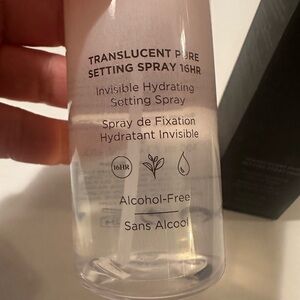 TRANSLUCENT PURE
SETTING SPRAY 16HR
Invisible Hydrating
Setting Spray
Spray de Fixation
Hydratant Invisible
16HR
Alcohol-Free
Sans Alcool